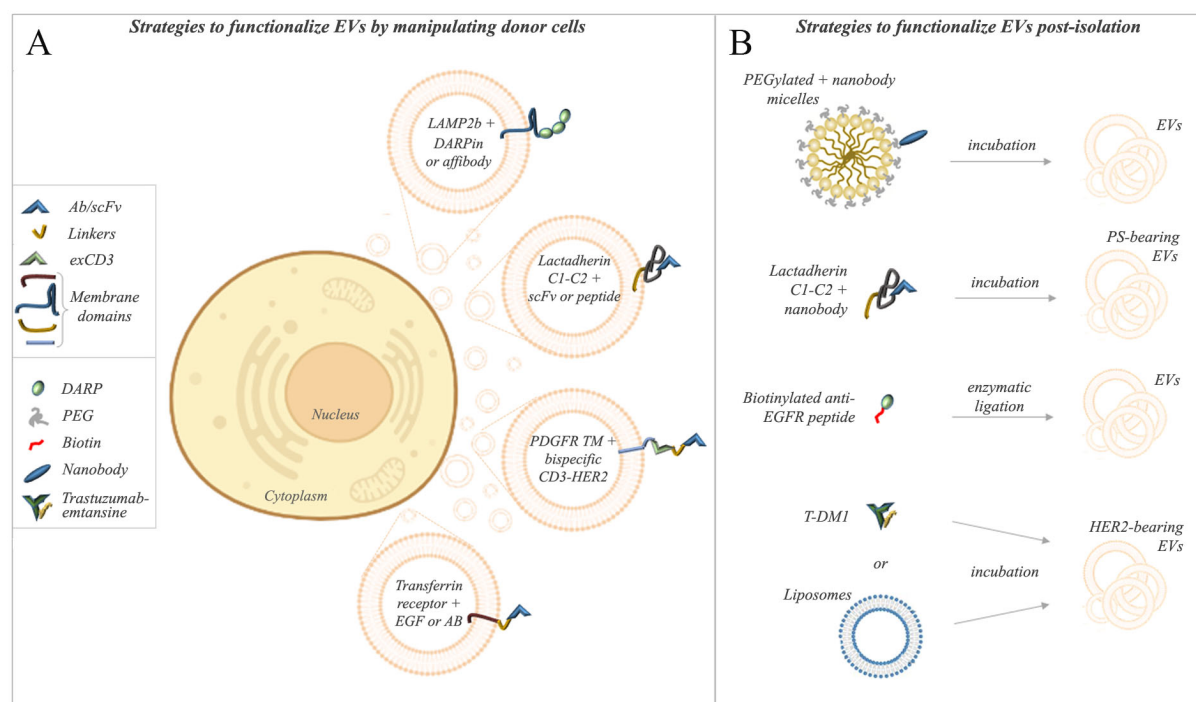 A
Strategies to functionalize EVs by manipulating donor cells
LAMP2b +
DARPin
or affibody
Ab/scFv
Linkers
exCD3
Membrane
domains
DARP
PEG
Biotin
Nanobody
Trastuzumab-
emtansine
Lactadherin
C1-C2 +
scFv or peptide
Nucleus
Cytoplasm
PDGFR TM +
bispecific
CD3-HER2
Transferrin
receptor +
EGF or AB
B
Strategies to functionalize EVs post-isolation
PEGylated + nanobody
micelles
incubation
EVs
Lactadherin
C1-C2 +
nanobody
incubation
PS-bearing
EVs
Biotinylated anti-
EGFR peptide
enzymatic
ligation
EVs
T-DM1
or
Liposomes
incubation
HER2-bearing
EVs